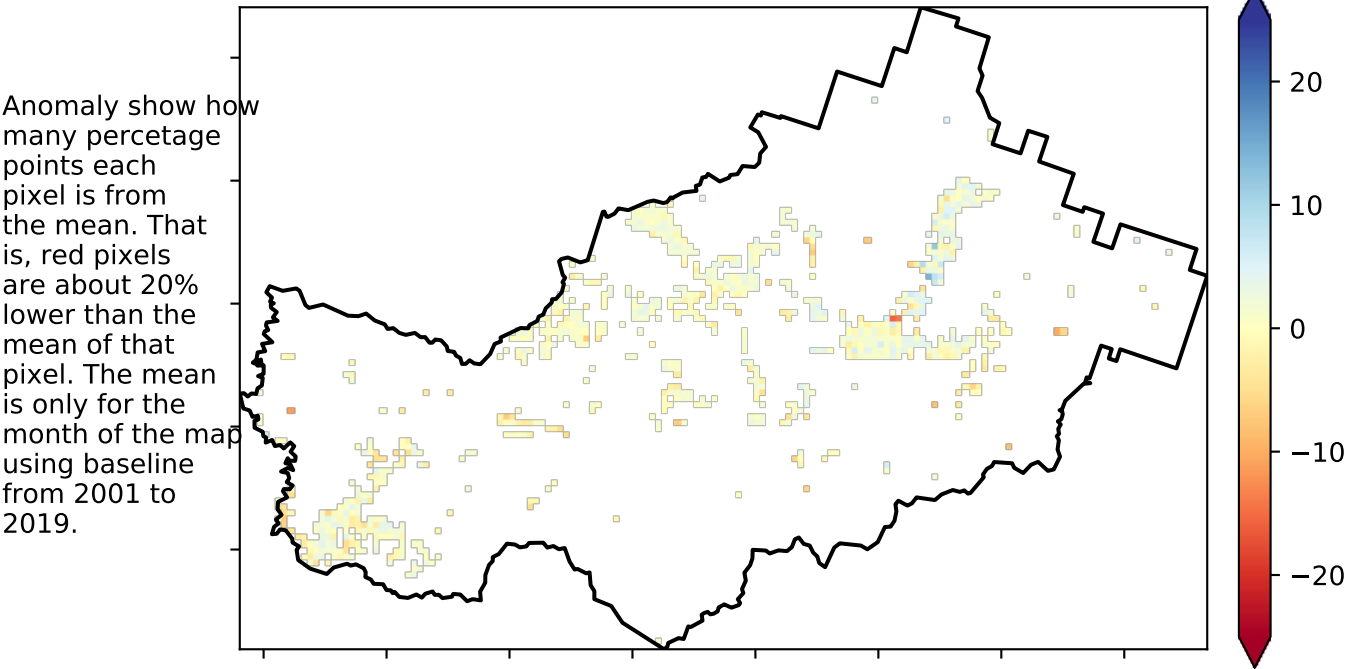 Anomaly show how
many percetage
points each
pixel is from
the mean. That
is, red pixels
are about 20%
lower than the
mean of that
pixel. The mean
is only for the
month of the map
using baseline
from 2001 to
2019.
20
10
0
−10
−20